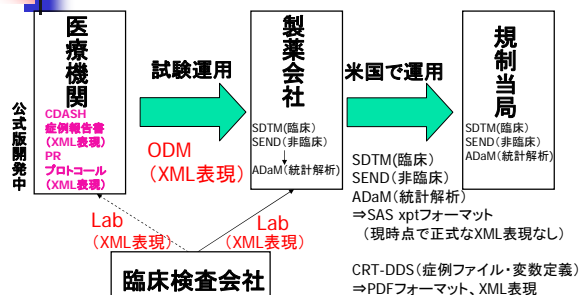 医療機関
CDASH
症例報告書
(XML表現)
PR
プロトコール
(XML表現)
公式版開発中
試験運用
ODM
(XML表現)
製薬会社
SDTM(臨床)
SEND(非臨床)
ADaM(統計解析)
米国で運用
SDTM(臨床)
SEND(非臨床)
ADaM(統計解析)
⇒SAS xptフォーマット
(現時点で正式なXML表現なし)
CRT-DDS(症例ファイル・変数定義)
⇒PDFフォーマット、XML表現
規制当局
SDTM(臨床)
SEND(非臨床)
ADaM(統計解析)
Lab
(XML表現)
Lab
(XML表現)
臨床検査会社